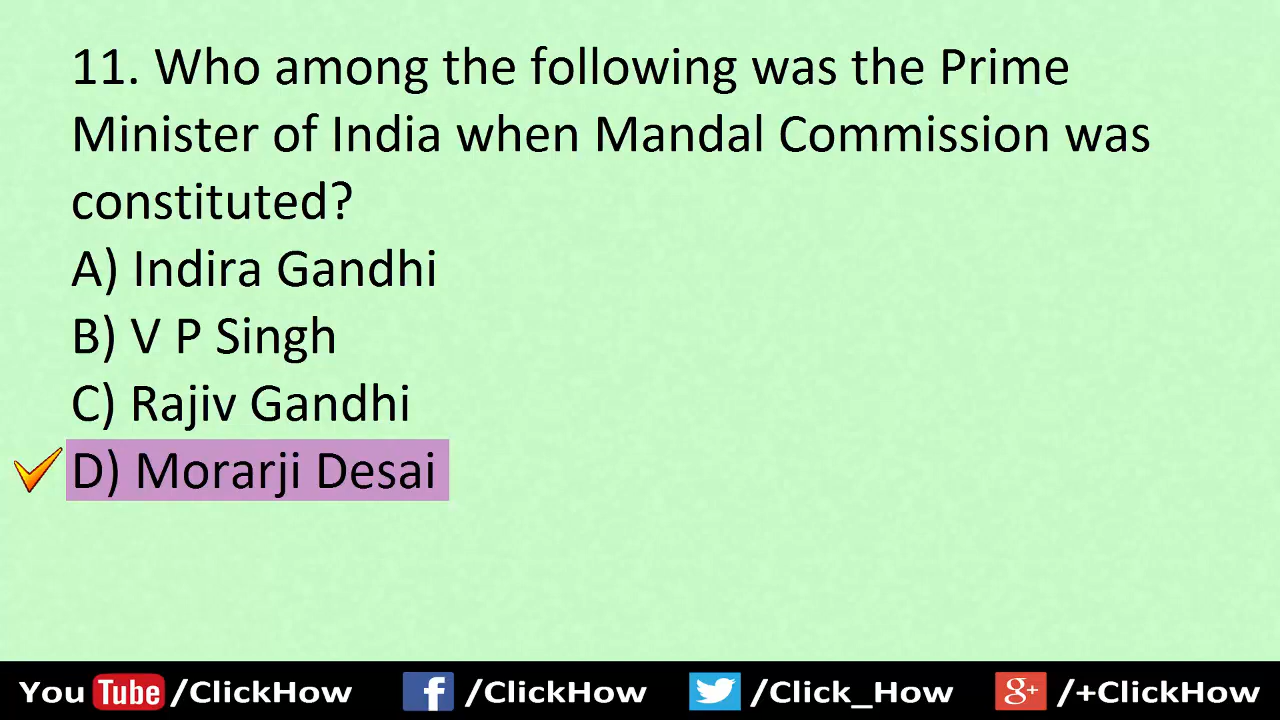 11. Who among the following was the Prime
Minister of India when Mandal Commission was
constituted?
A) Indira Gandhi
B) V P Singh
C) Rajiv Gandhi
D) Morarji Desai
You Tube /ClickHow f /ClickHow /Click_How g+ /+ClickHow